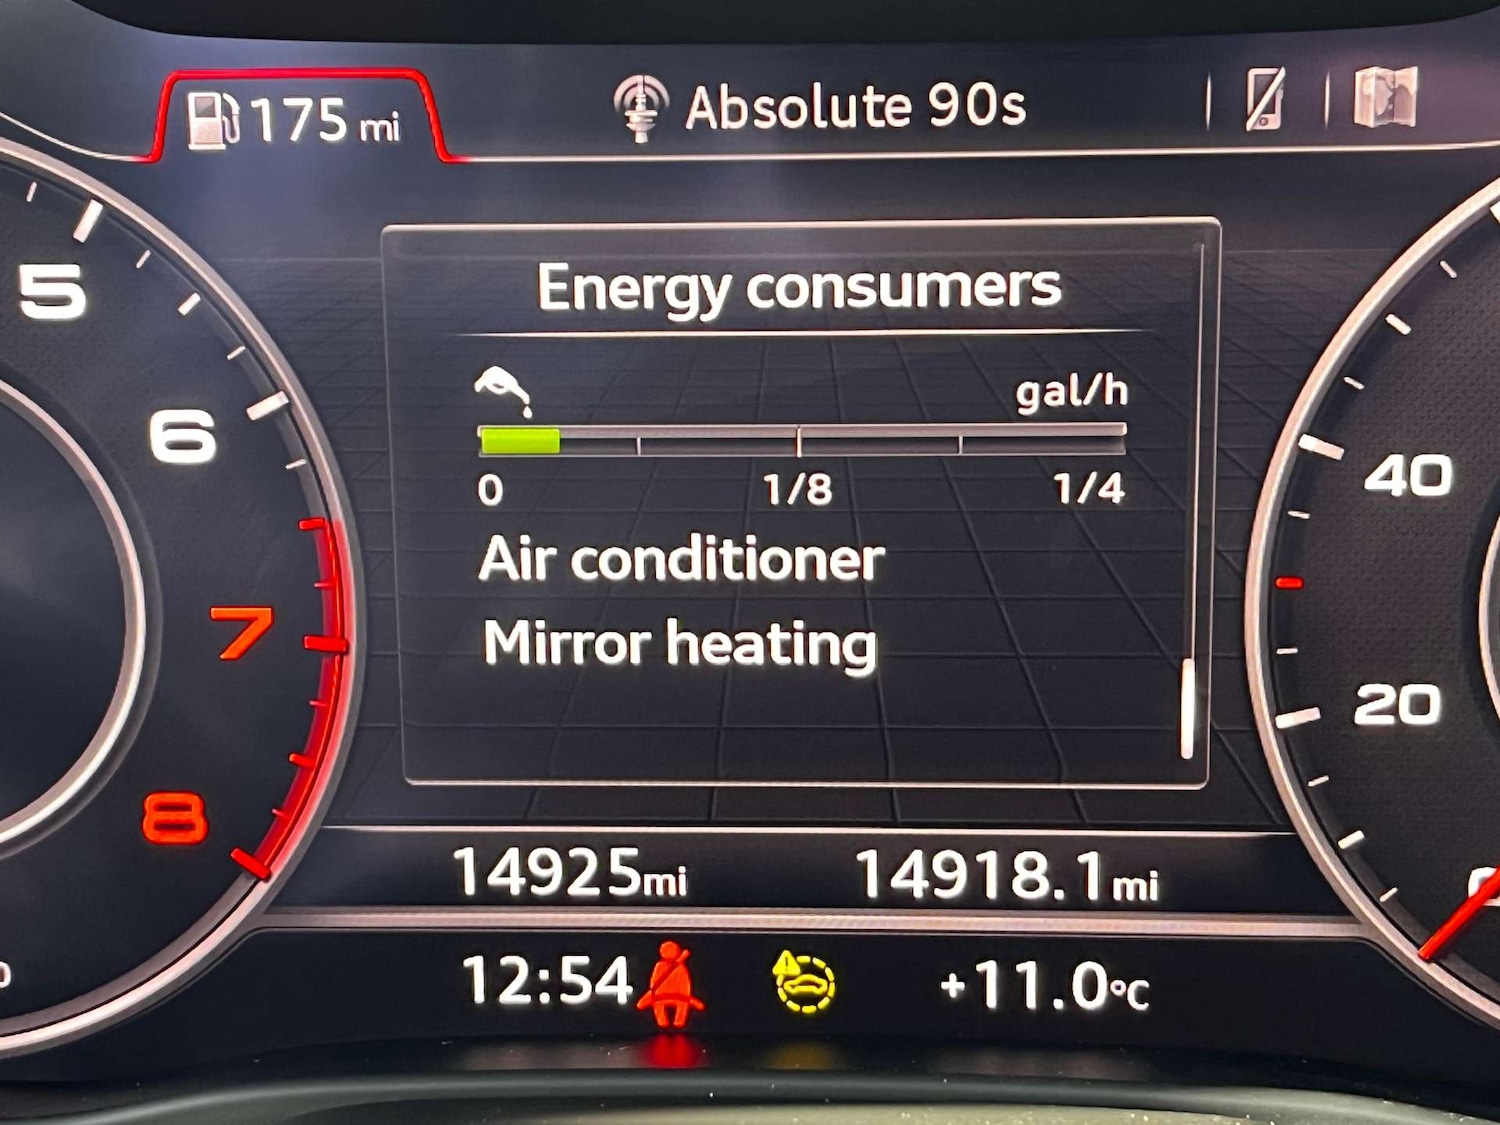 175 mi
Absolute 90s
Energy consumers
gal/h
0 1/8 1/4
Air conditioner
Mirror heating
5
6
7
8
40
20
14925mi
14918.1mi
12:54
+11.0°C